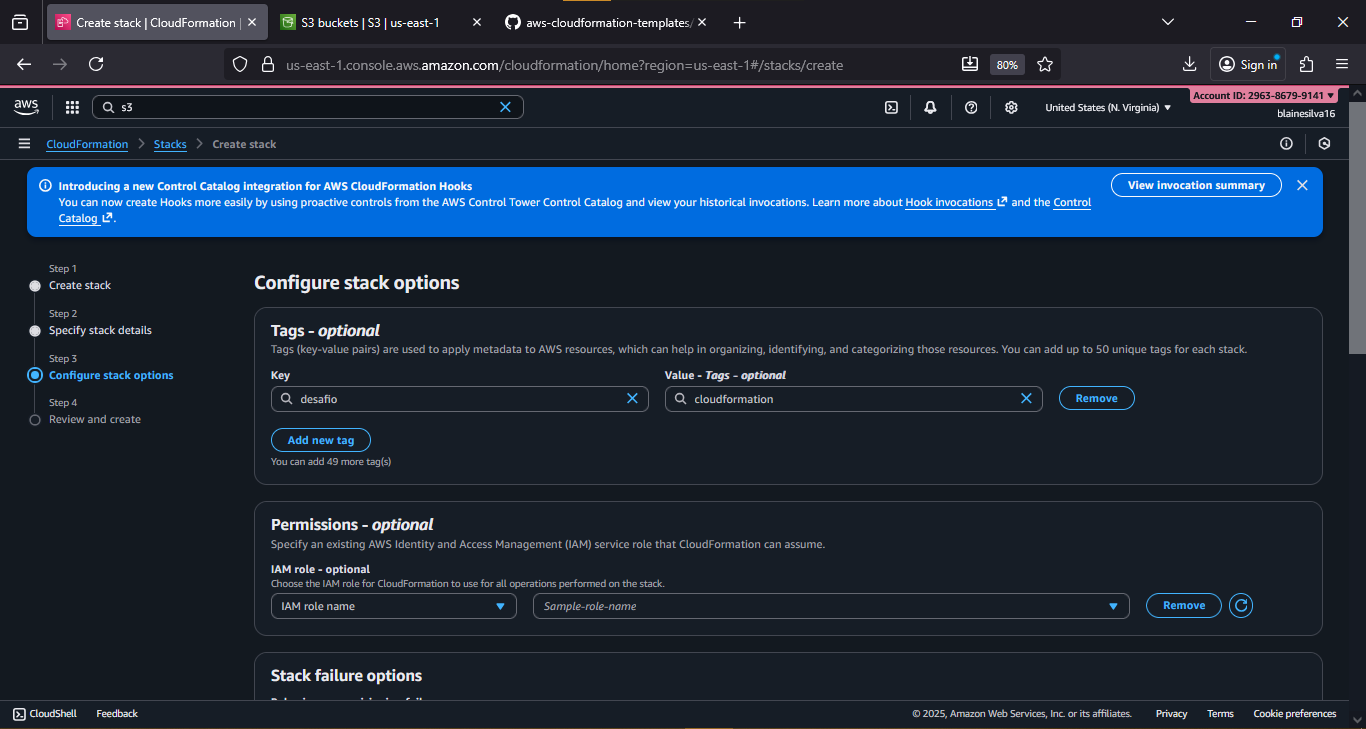 Create stack | CloudFormation |
S3 buckets | S3 | us-east-1
aws-cloudformation-templates/
us-east-1.console.aws.amazon.com/cloudformation/home?region=us-east-1#/stacks/create
80%
Sign in
aws
s3
United States (N. Virginia)
Account ID: 2963-8679-9141
blainesilva16
CloudFormation
Stacks
Create stack
Introducing a new Control Catalog integration for AWS CloudFormation Hooks
You can now create Hooks more easily by using proactive controls from the AWS Control Tower Control Catalog and view your historical invocations. Learn more about Hook invocations and the Control
Catalog .
View invocation summary
Step 1
Create stack
Step 2
Specify stack details
Step 3
Configure stack options
Step 4
Review and create
Configure stack options
Tags - optional
Tags (key-value pairs) are used to apply metadata to AWS resources, which can help in organizing, identifying, and categorizing those resources. You can add up to 50 unique tags for each stack.
Key
Value - Tags - optional
desafio
cloudformation
Remove
Add new tag
You can add 49 more tag(s)
Permissions - optional
Specify an existing AWS Identity and Access Management (IAM) service role that CloudFormation can assume.
IAM role - optional
Choose the IAM role for CloudFormation to use for all operations performed on the stack.
IAM role name
Sample-role-name
Remove
Stack failure options
CloudShell
Feedback
© 2025, Amazon Web Services, Inc. or its affiliates.
Privacy
Terms
Cookie preferences